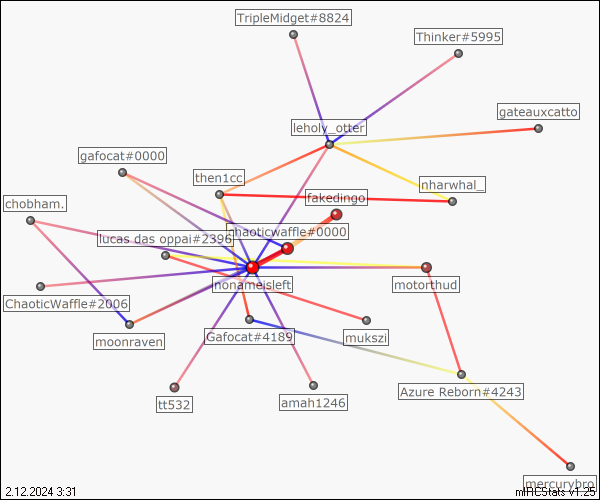 TripleMidget#8824
Thinker#5995
gateauxcatto
leholy_otter
gafocat#0000
then1cc
nharwhal_
fakedingo
chobham.
chaoticwaffle#0000
lucas das oppai#2396
nonameisleft
motorthud
ChaoticWaffle#2006
moonraven
Gafocat#4189
mukszi
Azure Reborn#4243
tt532
amah1246
mercurybro
2.12.2024 3:31
mIRCStats v1.25